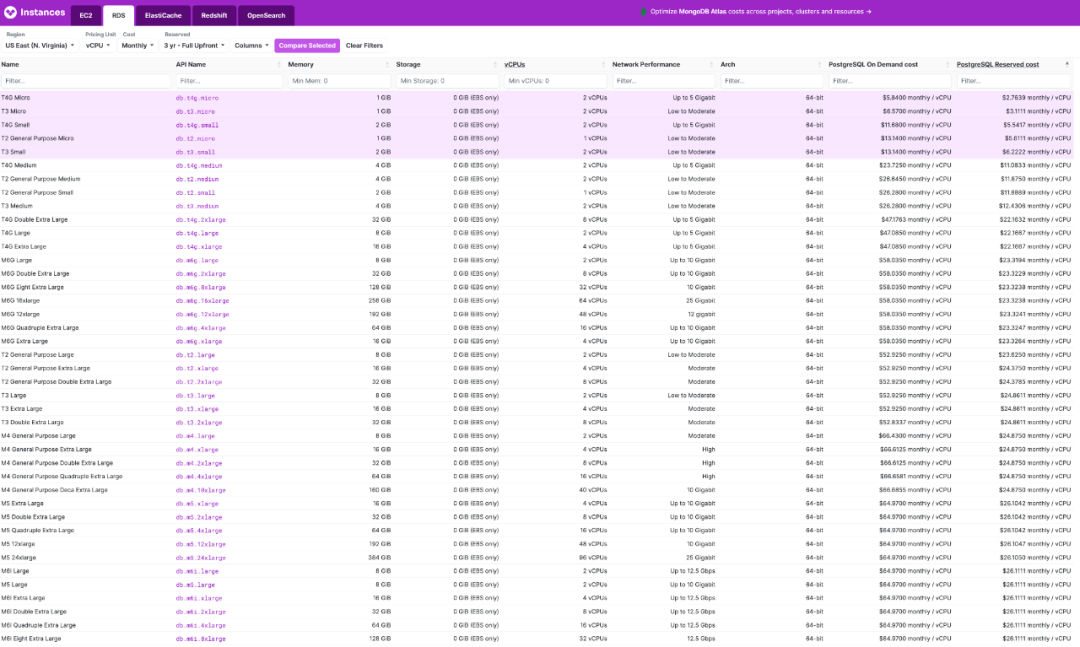 Instances EC2 RDS ElastiCache Redshift OpenSearch Optimize MongoDB Atlas costs across projects, clusters and resources →
Region Pricing Unit Cost Reserved
US East (N. Virginia) vCPU Monthly 3 yr - Full Upfront Columns Compare Selected Clear Filters
Name API Name Memory Storage vCPUs Network Performance Arch PostgreSQL On Demand cost PostgreSQL Reserved cost
Filter... Filter... Min Mem: 0 Min Storage: 0 Min vCPUs: 0 Filter... Filter... Filter... Filter...
T4G Micro db.t4g.micro 1 GiB 0 GiB (EBS only) 2 vCPUs Up to 5 Gigabit 64-bit $5.8400 monthly / vCPU $2.7639 monthly / vCPU
T3 Micro db.t3.micro 1 GiB 0 GiB (EBS only) 2 vCPUs Low to Moderate 64-bit $6.5700 monthly / vCPU $3.1111 monthly / vCPU
T4G Small db.t4g.small 2 GiB 0 GiB (EBS only) 2 vCPUs Up to 5 Gigabit 64-bit $11.6800 monthly / vCPU $5.5417 monthly / vCPU
T2 General Purpose Micro db.t2.micro 1 GiB 0 GiB (EBS only) 1 vCPUs Low to Moderate 64-bit $13.1400 monthly / vCPU $5.6111 monthly / vCPU
T3 Small db.t3.small 2 GiB 0 GiB (EBS only) 2 vCPUs Low to Moderate 64-bit $13.1400 monthly / vCPU $6.2222 monthly / vCPU
T4G Medium db.t4g.medium 4 GiB 0 GiB (EBS only) 2 vCPUs Up to 5 Gigabit 64-bit $23.7250 monthly / vCPU $11.0833 monthly / vCPU
T2 General Purpose Medium db.t2.medium 4 GiB 0 GiB (EBS only) 2 vCPUs Low to Moderate 64-bit $26.6450 monthly / vCPU $11.8750 monthly / vCPU
T2 General Purpose Small db.t2.small 2 GiB 0 GiB (EBS only) 1 vCPUs Low to Moderate 64-bit $26.2800 monthly / vCPU $11.9889 monthly / vCPU
T3 Medium db.t3.medium 4 GiB 0 GiB (EBS only) 2 vCPUs Low to Moderate 64-bit $26.2800 monthly / vCPU $12.4306 monthly / vCPU
T4G Double Extra Large db.t4g.2xlarge 32 GiB 0 GiB (EBS only) 8 vCPUs Up to 5 Gigabit 64-bit $47.1763 monthly / vCPU $22.1632 monthly / vCPU
T4G Large db.t4g.large 8 GiB 0 GiB (EBS only) 2 vCPUs Up to 5 Gigabit 64-bit $47.0850 monthly / vCPU $22.1667 monthly / vCPU
T4G Extra Large db.t4g.xlarge 16 GiB 0 GiB (EBS only) 4 vCPUs Up to 5 Gigabit 64-bit $47.0850 monthly / vCPU $22.1667 monthly / vCPU
M6G Large db.m6g.large 8 GiB 0 GiB (EBS only) 2 vCPUs Up to 10 Gigabit 64-bit $58.0350 monthly / vCPU $23.3194 monthly / vCPU
M6G Double Extra Large db.m6g.2xlarge 32 GiB 0 GiB (EBS only) 8 vCPUs Up to 10 Gigabit 64-bit $58.0350 monthly / vCPU $23.3229 monthly / vCPU
M6G Eight Extra Large db.m6g.8xlarge 128 GiB 0 GiB (EBS only) 32 vCPUs 10 Gigabit 64-bit $58.0350 monthly / vCPU $23.3238 monthly / vCPU
M6G 16xlarge db.m6g.16xlarge 256 GiB 0 GiB (EBS only) 64 vCPUs 25 Gigabit 64-bit $58.0350 monthly / vCPU $23.3238 monthly / vCPU
M6G 12xlarge db.m6g.12xlarge 192 GiB 0 GiB (EBS only) 48 vCPUs 12 gigabit 64-bit $58.0350 monthly / vCPU $23.3241 monthly / vCPU
M6G Quadruple Extra Large db.m6g.4xlarge 64 GiB 0 GiB (EBS only) 16 vCPUs Up to 10 Gigabit 64-bit $58.0350 monthly / vCPU $23.3247 monthly / vCPU
M6G Extra Large db.m6g.xlarge 16 GiB 0 GiB (EBS only) 4 vCPUs Up to 10 Gigabit 64-bit $58.0350 monthly / vCPU $23.3264 monthly / vCPU
T2 General Purpose Large db.t2.large 8 GiB 0 GiB (EBS only) 2 vCPUs Low to Moderate 64-bit $52.9250 monthly / vCPU $23.6250 monthly / vCPU
T2 General Purpose Extra Large db.t2.xlarge 16 GiB 0 GiB (EBS only) 4 vCPUs Moderate 64-bit $52.9250 monthly / vCPU $24.3750 monthly / vCPU
T2 General Purpose Double Extra Large db.t2.2xlarge 32 GiB 0 GiB (EBS only) 8 vCPUs Moderate 64-bit $52.9250 monthly / vCPU $24.3785 monthly / vCPU
T3 Large db.t3.large 8 GiB 0 GiB (EBS only) 2 vCPUs Low to Moderate 64-bit $52.9250 monthly / vCPU $24.8611 monthly / vCPU
T3 Extra Large db.t3.xlarge 16 GiB 0 GiB (EBS only) 4 vCPUs Moderate 64-bit $52.9250 monthly / vCPU $24.8611 monthly / vCPU
T3 Double Extra Large db.t3.2xlarge 32 GiB 0 GiB (EBS only) 8 vCPUs Moderate 64-bit $52.8337 monthly / vCPU $24.8611 monthly / vCPU
M4 General Purpose Large db.m4.large 8 GiB 0 GiB (EBS only) 2 vCPUs Moderate 64-bit $66.4300 monthly / vCPU $24.8750 monthly / vCPU
M4 General Purpose Extra Large db.m4.xlarge 16 GiB 0 GiB (EBS only) 4 vCPUs High 64-bit $66.6125 monthly / vCPU $24.8750 monthly / vCPU
M4 General Purpose Double Extra Large db.m4.2xlarge 32 GiB 0 GiB (EBS only) 8 vCPUs High 64-bit $66.6125 monthly / vCPU $24.8750 monthly / vCPU
M4 General Purpose Quadruple Extra Large db.m4.4xlarge 64 GiB 0 GiB (EBS only) 16 vCPUs High 64-bit $66.6581 monthly / vCPU $24.8750 monthly / vCPU
M4 General Purpose Deca Extra Large db.m4.10xlarge 160 GiB 0 GiB (EBS only) 40 vCPUs 10 Gigabit 64-bit $66.6855 monthly / vCPU $24.8750 monthly / vCPU
M5 Extra Large db.m5.xlarge 16 GiB 0 GiB (EBS only) 4 vCPUs Up to 10 Gigabit 64-bit $64.9700 monthly / vCPU $26.1042 monthly / vCPU
M5 Double Extra Large db.m5.2xlarge 32 GiB 0 GiB (EBS only) 8 vCPUs Up to 10 Gigabit 64-bit $64.9700 monthly / vCPU $26.1042 monthly / vCPU
M5 Quadruple Extra Large db.m5.4xlarge 64 GiB 0 GiB (EBS only) 16 vCPUs Up to 10 Gigabit 64-bit $64.9700 monthly / vCPU $26.1042 monthly / vCPU
M5 12xlarge db.m5.12xlarge 192 GiB 0 GiB (EBS only) 48 vCPUs 10 Gigabit 64-bit $64.9700 monthly / vCPU $26.1047 monthly / vCPU
M5 24xlarge db.m5.24xlarge 384 GiB 0 GiB (EBS only) 96 vCPUs 25 Gigabit 64-bit $64.9700 monthly / vCPU $26.1050 monthly / vCPU
M6I Large db.m6i.large 8 GiB 0 GiB (EBS only) 2 vCPUs Up to 12.5 Gbps 64-bit $64.9700 monthly / vCPU $26.1111 monthly / vCPU
M5 Large db.m5.large 8 GiB 0 GiB (EBS only) 2 vCPUs Up to 10 Gigabit 64-bit $64.9700 monthly / vCPU $26.1111 monthly / vCPU
M6I Extra Large db.m6i.xlarge 16 GiB 0 GiB (EBS only) 4 vCPUs Up to 12.5 Gbps 64-bit $64.9700 monthly / vCPU $26.1111 monthly / vCPU
M6I Double Extra Large db.m6i.2xlarge 32 GiB 0 GiB (EBS only) 8 vCPUs Up to 12.5 Gbps 64-bit $64.9700 monthly / vCPU $26.1111 monthly / vCPU
M6I Quadruple Extra Large db.m6i.4xlarge 64 GiB 0 GiB (EBS only) 16 vCPUs Up to 12.5 Gbps 64-bit $64.9700 monthly / vCPU $26.1111 monthly / vCPU
M6I Eight Extra Large db.m6i.8xlarge 128 GiB 0 GiB (EBS only) 32 vCPUs 12.5 Gbps 64-bit $64.9700 monthly / vCPU $26.1111 monthly / vCPU